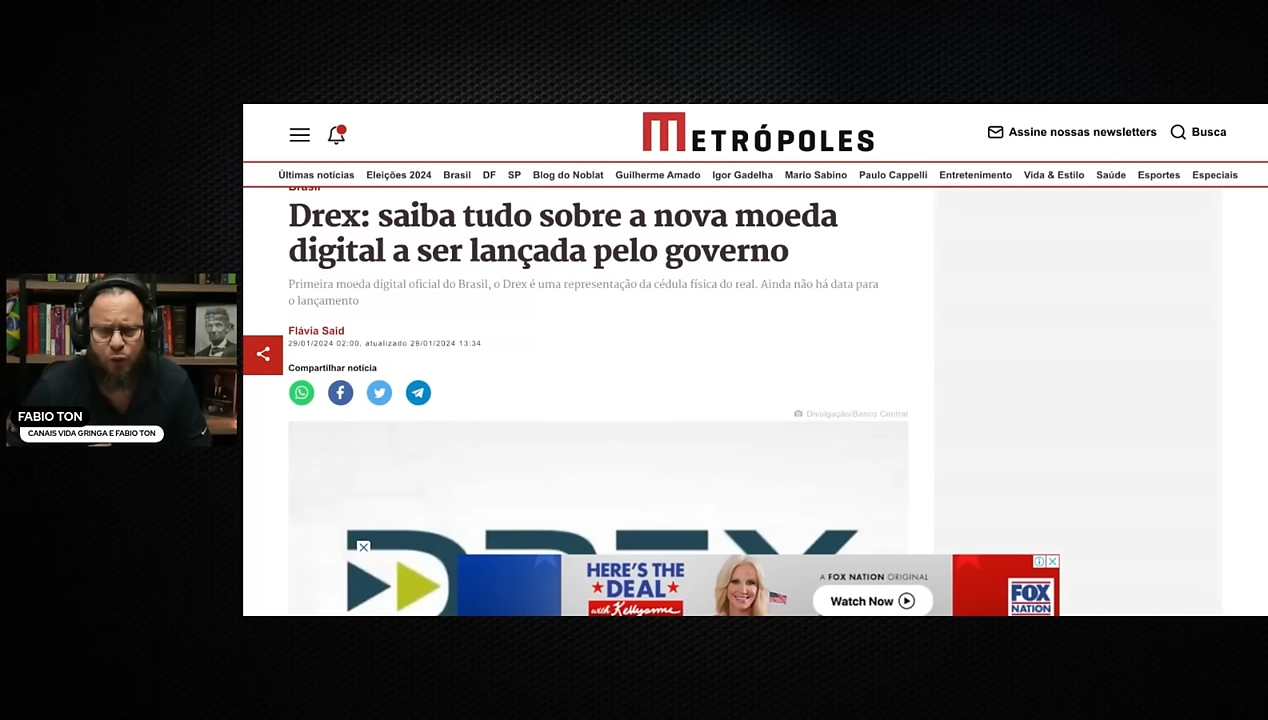 METRÓPOLES
Assine nossas newsletters
Busca
Últimas notícias Eleições 2024 Brasil DF SP Blog do Noblat Guilherme Amado Igor Gadelha Mario Sabino Paulo Cappelli Entretenimento Vida & Estilo Saúde Esportes Especiais
Brasil
Drex: saiba tudo sobre a nova moeda
digital a ser lançada pelo governo
Primeira moeda digital oficial do Brasil, o Drex é uma representação da cédula física do real. Ainda não há data para
o lançamento
Flávia Said
29/01/2024 02:00, atualizado 29/01/2024 13:34
Compartilhar notícia
Divulgação/Banco Central
DREX
HERE'S THE
DEAL
with Kellyanne
A FOX NATION ORIGINAL
Watch Now
FOX
NATION
FABIO TON
CANAIS VIDA GRINGA E FABIO TON